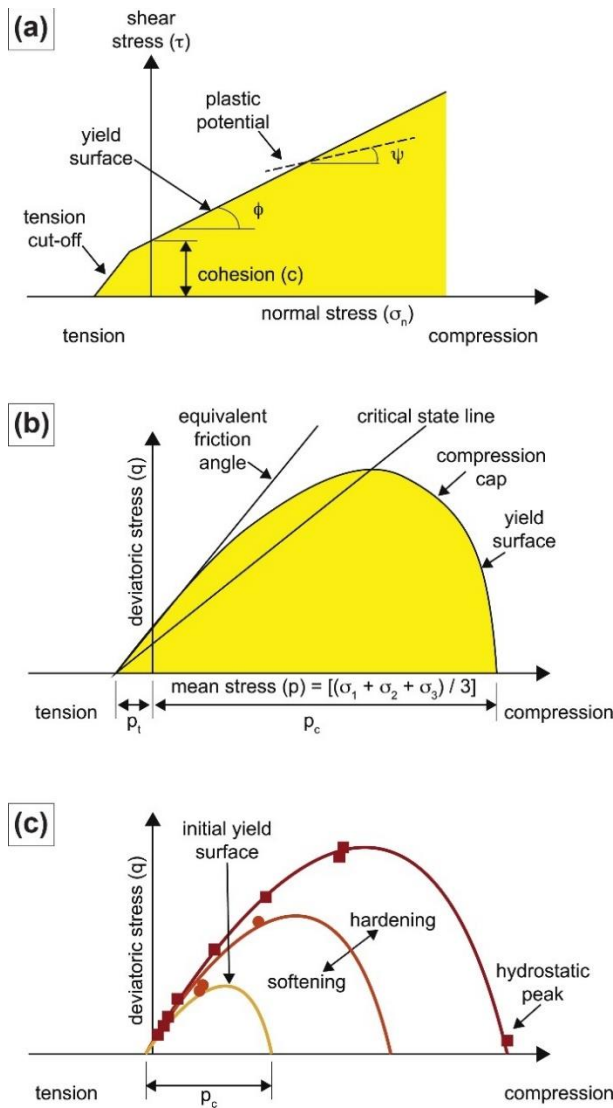 (a)
shear
stress (τ)
plastic
potential
yield
surface
ψ
tension
cut-off
ϕ
cohesion (c)
normal stress (σn)
tension
compression
(b)
equivalent
friction
angle
critical state line
compression
cap
yield
surface
deviatoric stress (q)
mean stress (p) = [(σ1 + σ2 + σ3) / 3]
tension
pt
pc
compression
(c)
initial yield
surface
deviatoric stress (q)
hardening
softening
hydrostatic
peak
tension
pc
compression